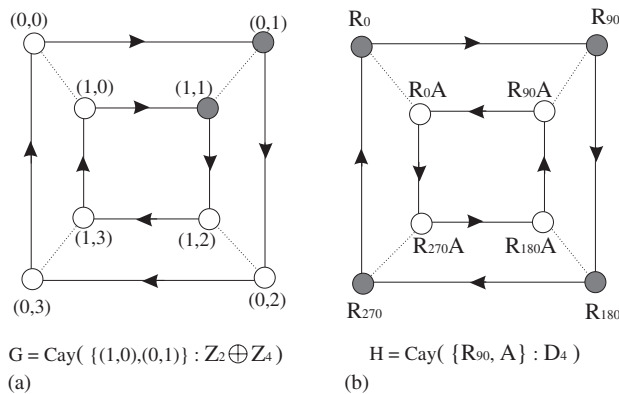 (0,0) (0,1) R₀ R₉₀
(1,0) (1,1) R₀A R₉₀A
(1,3) (1,2) R₂₇₀A R₁₈₀A
(0,3) (0,2) R₂₇₀ R₁₈₀
G = Cay( {(1,0),(0,1)} : Z₂ ⊕ Z₄ ) H = Cay( {R₉₀, A} : D₄ )
(a) (b)